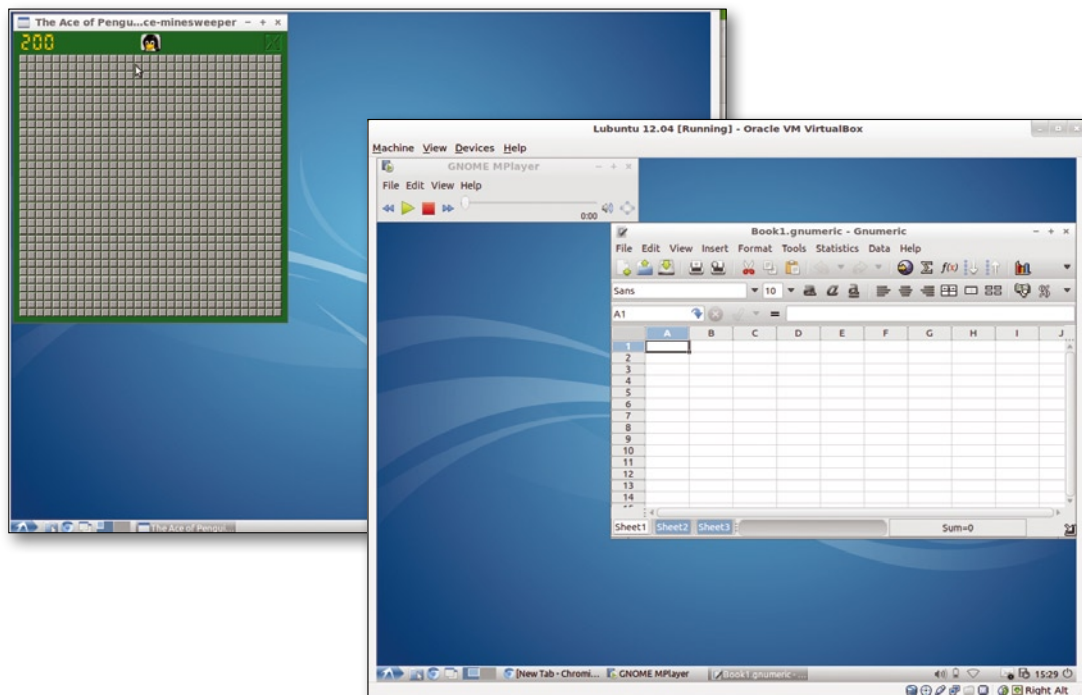 The Ace of Pengu...ce-minesweeper
200
The Ace of Pengui...
Lubuntu 12.04 [Running] - Oracle VM VirtualBox
Machine View Devices Help
GNOME MPlayer
File Edit View Help
0:00
Book1.gnumeric - Gnumeric
File Edit View Insert Format Tools Statistics Data Help
f(x)
Sans 10 a a a %
A1 =
A B C D E F G H I J
1
2
3
4
5
6
7
8
9
10
11
12
13
14
Sheet1 Sheet2 Sheet3 Sum=0
[New Tab - Chromi... GNOME MPlayer Book1.gnumeric -... 15:29
Right Alt